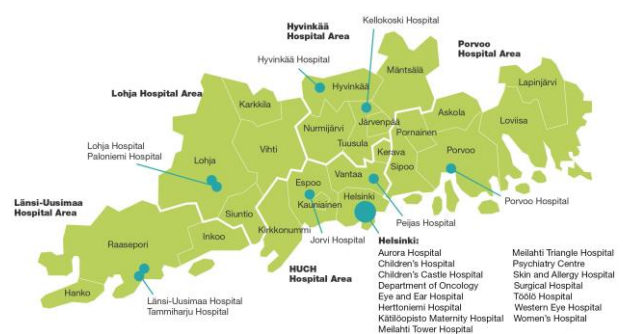 Kellokoski Hospital
Hyvinkää
Hospital Area
Porvoo
Hospital Area
Hyvinkää Hospital
Mäntsälä
Lapinjärvi
Lohja Hospital Area
Hyvinkää
Karkkila
Askola
Järvenpää
Loviisa
Nurmijärvi
Pornainen
Lohja Hospital
Paloniemi Hospital
Vihti
Tuusula
Kerava
Porvoo
Lohja
Sipoo
Vantaa
Espoo
Länsi-Uusimaa
Hospital Area
Kauniainen
Helsinki
Porvoo Hospital
Siuntio
Peijas Hospital
Kirkkonummi
Inkoo
Jorvi Hospital
Raasepori
HUCH
Hospital Area
Hanko
Länsi-Uusimaa Hospital
Tammiharju Hospital
Helsinki:
Aurora Hospital
Children's Hospital
Children's Castle Hospital
Department of Oncology
Eye and Ear Hospital
Herttoniemi Hospital
Kätilöopisto Maternity Hospital
Meilahti Tower Hospital
Meilahti Triangle Hospital
Psychiatry Centre
Skin and Allergy Hospital
Surgical Hospital
Töölö Hospital
Western Eye Hospital
Women's Hospital